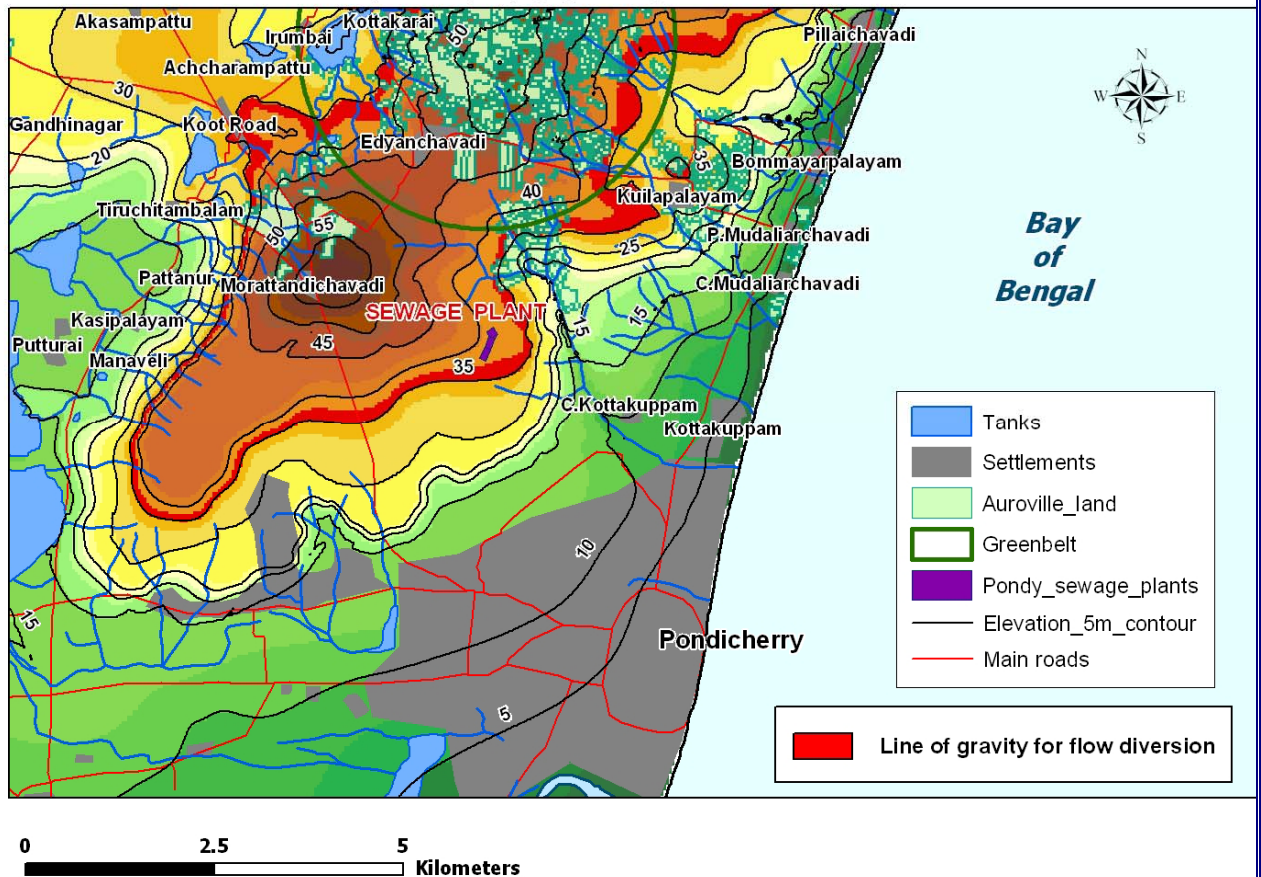 Akasampattu
Kottakarai
50
Pillaichavadi
Irumbai
Achcharampattu
30
N
W E
S
Gandhinagar
Koot Road
Edyanchavadi
20
35
Bommayarpalayam
40
Kuilapalayam
Tiruchitambalam
55
50
25
P.Mudaliarchavadi
Bay
of
Bengal
Pattanur
Morattandichavadi
C.Mudaliarchavadi
SEWAGE PLANT
Kasipalayam
15
15
Putturai
45
Manaveli
35
C.Kottakuppam
Kottakuppam
10
15
Pondicherry
5
Tanks
Settlements
Auroville_land
Greenbelt
Pondy_sewage_plants
Elevation_5m_contour
Main roads
Line of gravity for flow diversion
0 2.5 5
Kilometers